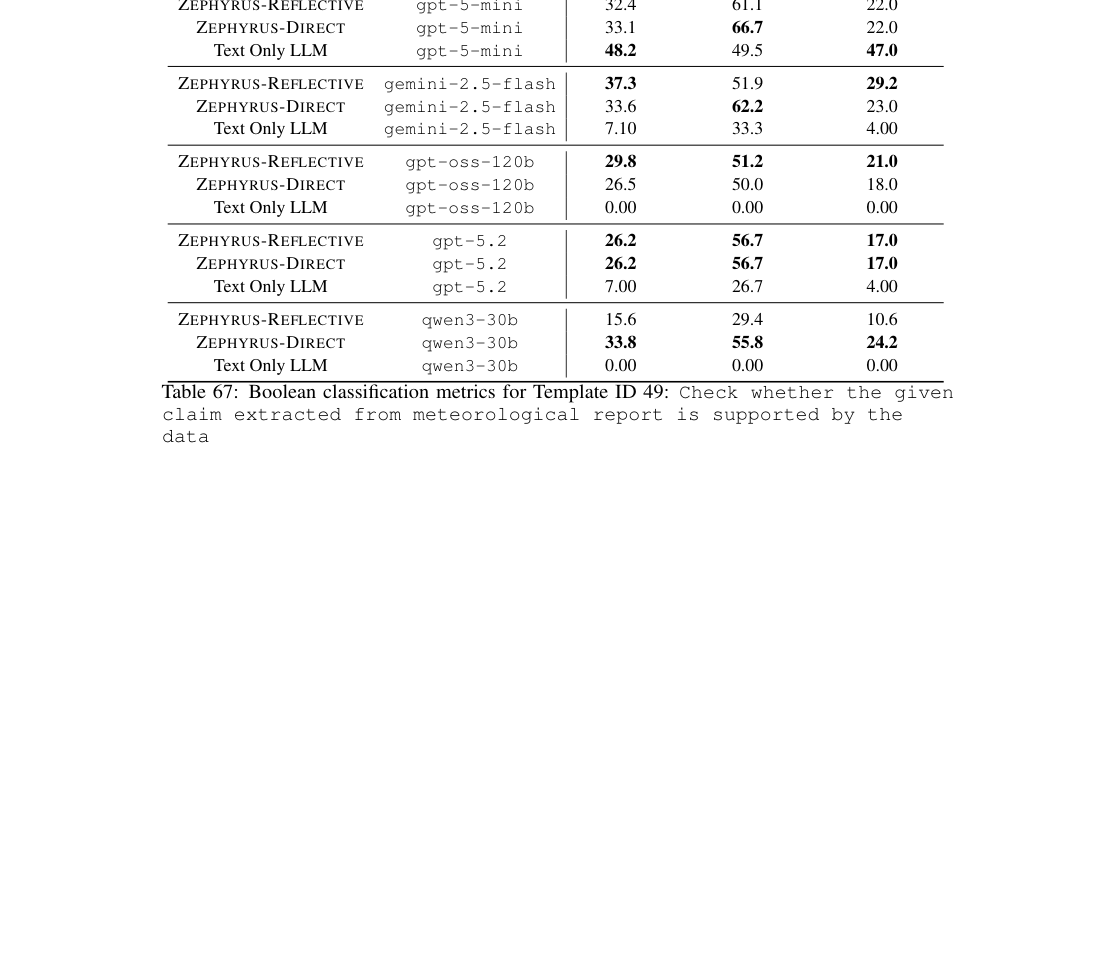 ZEPHYRUS-REFLECTIVE gpt-5-mini 32.4 61.1 22.0
ZEPHYRUS-DIRECT gpt-5-mini 33.1 66.7 22.0
Text Only LLM gpt-5-mini 48.2 49.5 47.0
ZEPHYRUS-REFLECTIVE gemini-2.5-flash 37.3 51.9 29.2
ZEPHYRUS-DIRECT gemini-2.5-flash 33.6 62.2 23.0
Text Only LLM gemini-2.5-flash 7.10 33.3 4.00
ZEPHYRUS-REFLECTIVE gpt-oss-120b 29.8 51.2 21.0
ZEPHYRUS-DIRECT gpt-oss-120b 26.5 50.0 18.0
Text Only LLM gpt-oss-120b 0.00 0.00 0.00
ZEPHYRUS-REFLECTIVE gpt-5.2 26.2 56.7 17.0
ZEPHYRUS-DIRECT gpt-5.2 26.2 56.7 17.0
Text Only LLM gpt-5.2 7.00 26.7 4.00
ZEPHYRUS-REFLECTIVE qwen3-30b 15.6 29.4 10.6
ZEPHYRUS-DIRECT qwen3-30b 33.8 55.8 24.2
Text Only LLM qwen3-30b 0.00 0.00 0.00
Table 67: Boolean classification metrics for Template ID 49: Check whether the given
claim extracted from meteorological report is supported by the
data